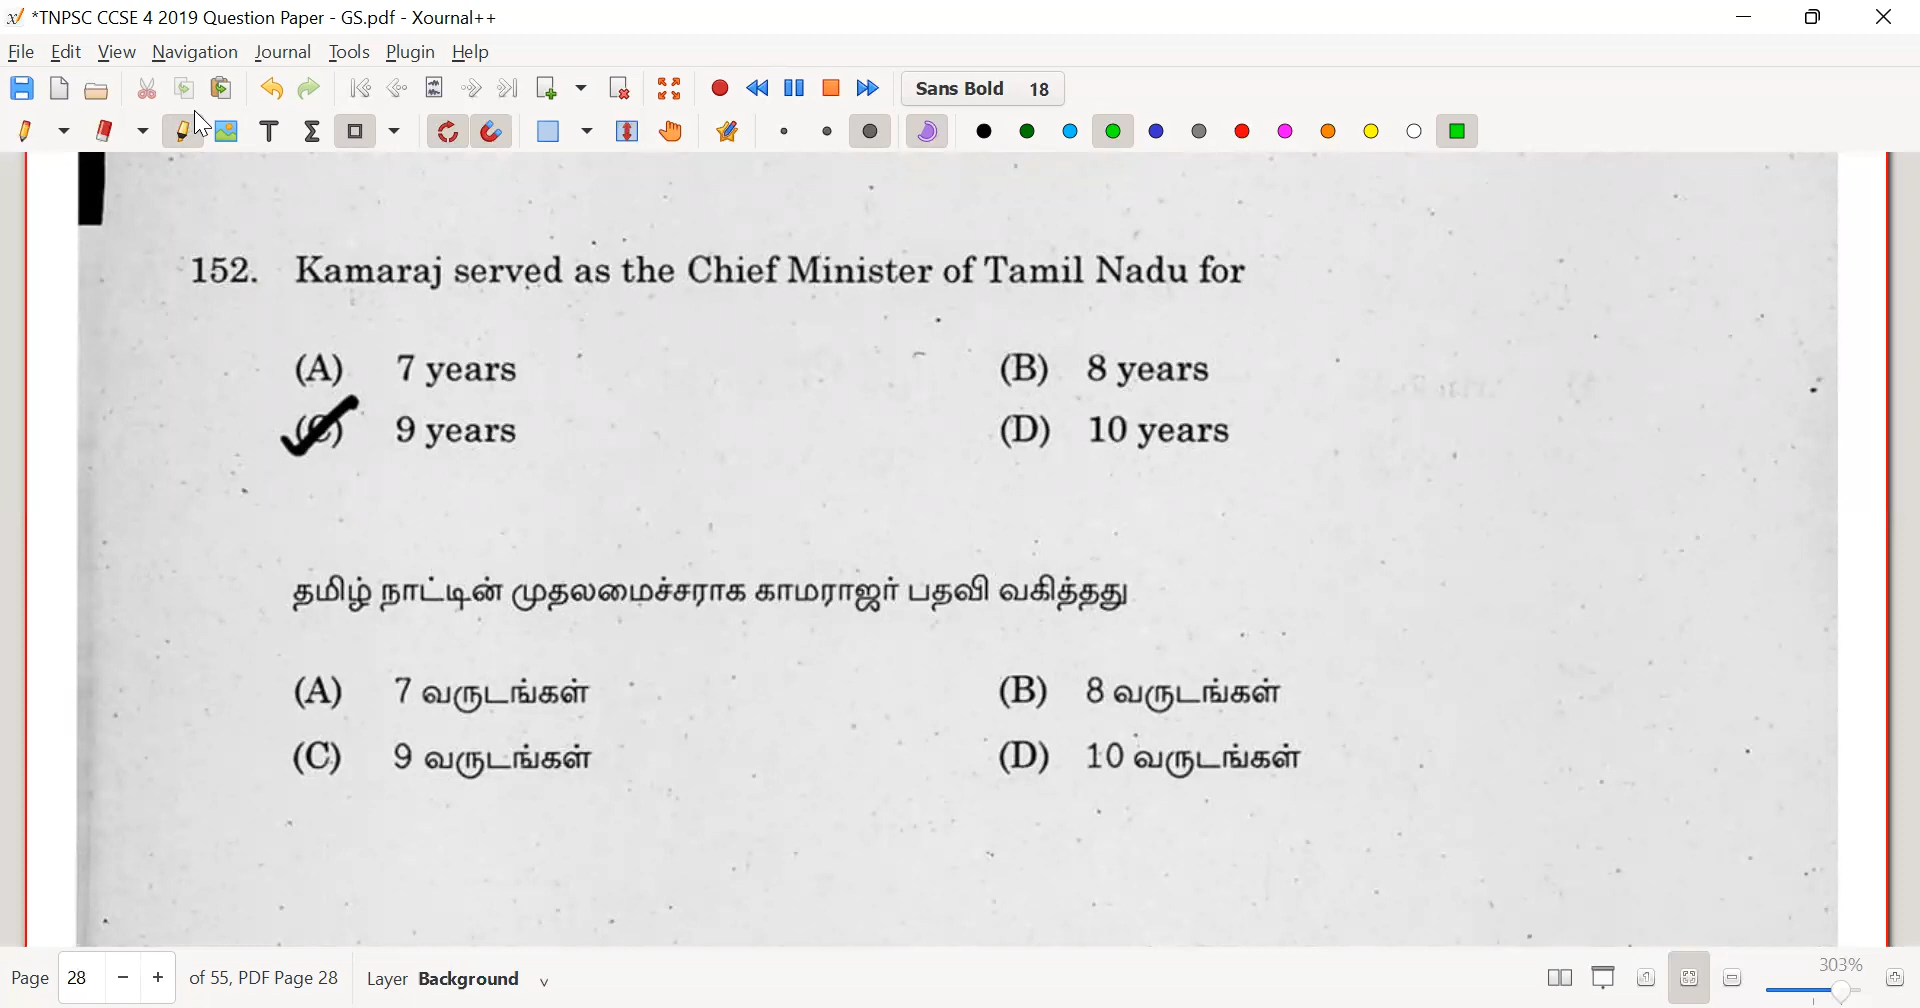 *TNPSC CCSE 4 2019 Question Paper - GS.pdf - Xournal++
File Edit View Navigation Journal Tools Plugin Help
Sans Bold 18
152. Kamaraj served as the Chief Minister of Tamil Nadu for
(A) 7 years (B) 8 years
(C) 9 years (D) 10 years
தமிழ் நாட்டின் முதலமைச்சராக காமராஜர் பதவி வகித்தது
(A) 7 வருடங்கள் (B) 8 வருடங்கள்
(C) 9 வருடங்கள் (D) 10 வருடங்கள்
303%
Page 28 − + of 55, PDF Page 28 Layer Background